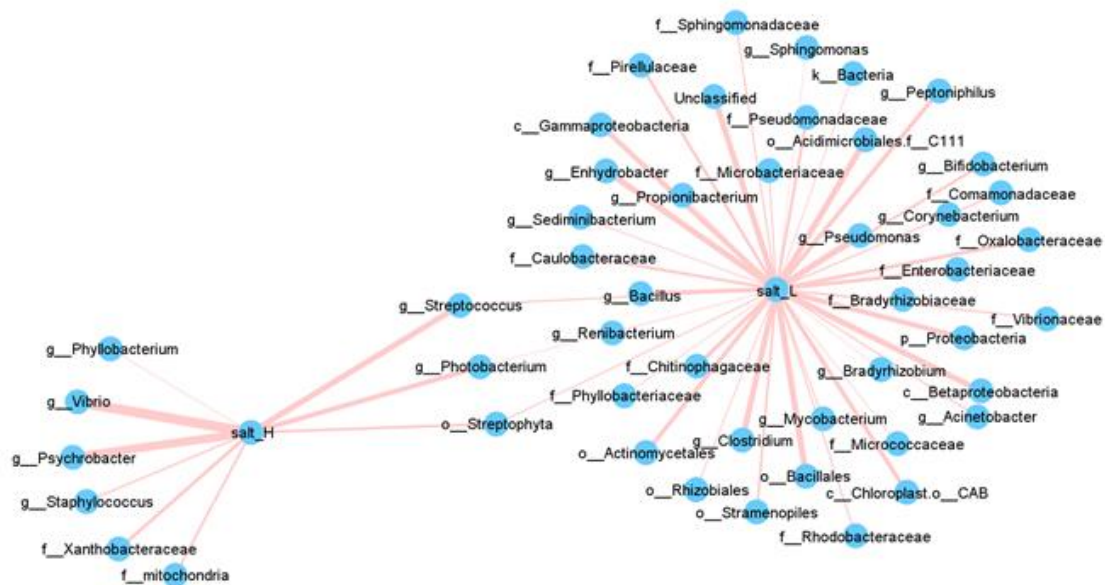 f__Sphingomonadaceae
g__Sphingomonas
f__Pirellulaceae
k__Bacteria
g__Peptoniphilus
Unclassified
f__Pseudomonadaceae
c__Gammaproteobacteria
o__Acidimicrobiales.f__C111
g__Bifidobacterium
g__Enhydrobacter
f__Microbacteriaceae
f__Comamonadaceae
g__Propionibacterium
g__Sediminibacterium
g__Corynebacterium
g__Pseudomonas
f__Oxalobacteraceae
f__Caulobacteraceae
f__Enterobacteriaceae
salt_L
g__Bacillus
f__Bradyrhizobiaceae
g__Streptococcus
f__Vibrionaceae
g__Renibacterium
p__Proteobacteria
g__Phyllobacterium
g__Photobacterium
f__Chitinophagaceae
g__Bradyrhizobium
f__Phyllobacteriaceae
c__Betaproteobacteria
g__Vibrio
g__Mycobacterium
g__Acinetobacter
o__Streptophyta
salt_H
g__Clostridium
f__Micrococcaceae
o__Actinomycetales
g__Psychrobacter
o__Bacillales
o__Rhizobiales
c__Chloroplast.o__CAB
g__Staphylococcus
o__Stramenopiles
f__Rhodobacteraceae
f__Xanthobacteraceae
f__mitochondria